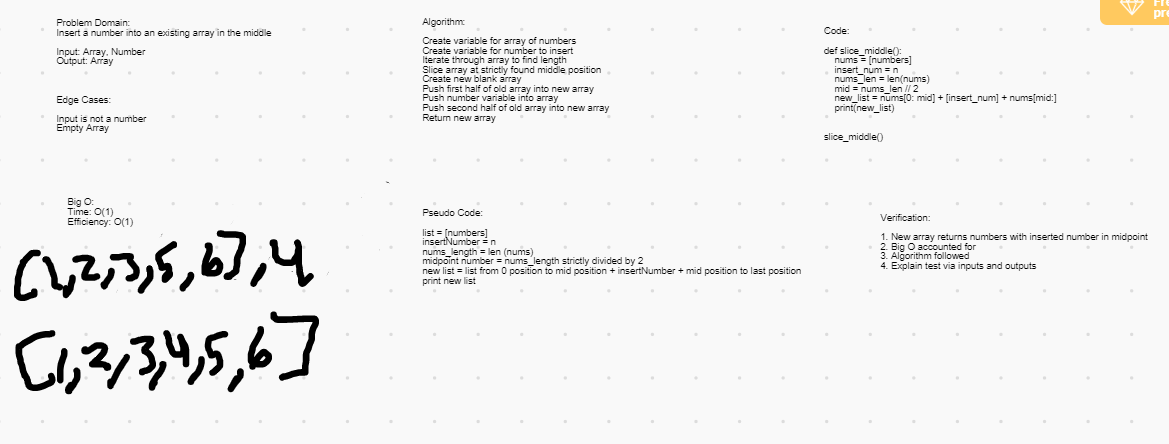 Problem Domain:
Insert a number into an existing array in the middle
Input: Array, Number
Output: Array
Edge Cases:
Input is not a number
Empty Array
Big O:
Time: O(1)
Efficiency: O(1)
[1,2,3,5,6],4
[1,2,3,4,5,6]
Algorithm:
Create variable for array of numbers
Create variable for number to insert
Iterate through array to find length
Slice array at strictly found middle position
Create new blank array
Push first half of old array into new array
Push number variable into array
Push second half of old array into new array
Return new array
Pseudo Code:
list = [numbers]
insertNumber = n
nums_length = len (nums)
midpoint number = nums_length strictly divided by 2
new list = list from 0 position to mid position + insertNumber + mid position to last position
print new list
Code:
def slice_middle():
nums = [numbers]
insert_num = n
nums_len = len(nums)
mid = nums_len // 2
new_list = nums[0: mid] + [insert_num] + nums[mid:]
print(new_list)
slice_middle()
Verification:
1. New array returns numbers with inserted number in midpoint
2. Big O accounted for
3. Algorithm followed
4. Explain test via inputs and outputs